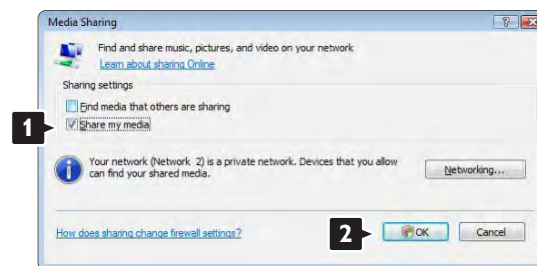 Media Sharing
Find and share music, pictures, and video on your network
Learn about sharing Online
Sharing settings
Find media that others are sharing
1
Share my media
Your network (Network 2) is a private network. Devices that you allow
can find your shared media.
Networking...
How does sharing change firewall settings?
2
OK
Cancel